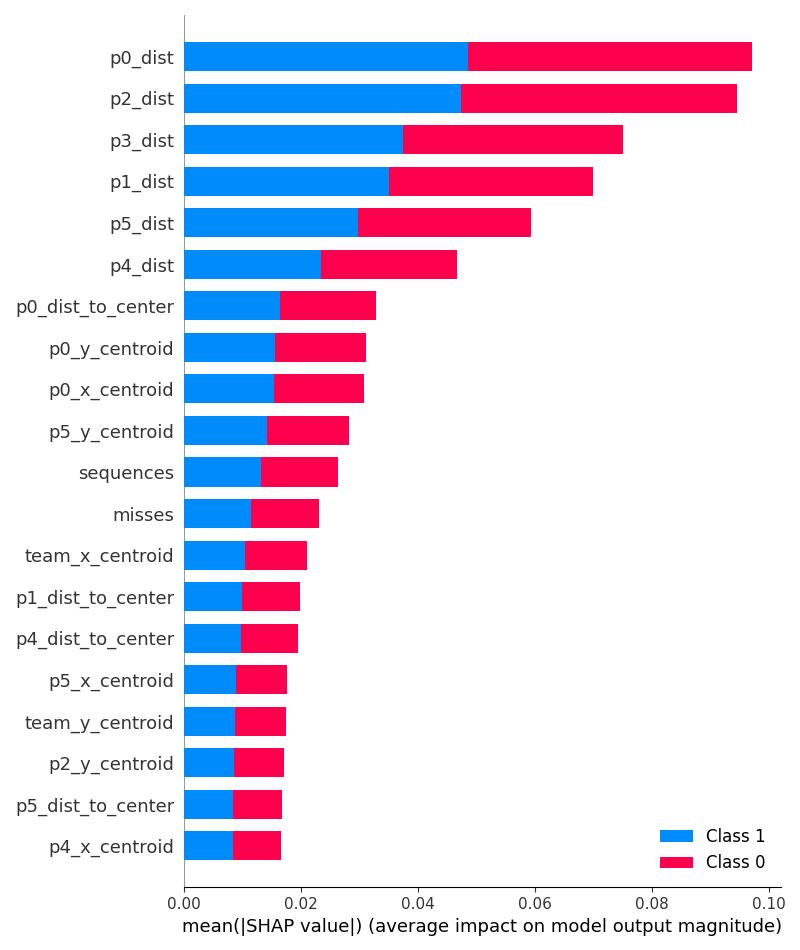 p0_dist
p2_dist
p3_dist
p1_dist
p5_dist
p4_dist
p0_dist_to_center
p0_y_centroid
p0_x_centroid
p5_y_centroid
sequences
misses
team_x_centroid
p1_dist_to_center
p4_dist_to_center
p5_x_centroid
team_y_centroid
p2_y_centroid
p5_dist_to_center
p4_x_centroid
Class 1
Class 0
0.00 0.02 0.04 0.06 0.08 0.10
mean(|SHAP value|) (average impact on model output magnitude)